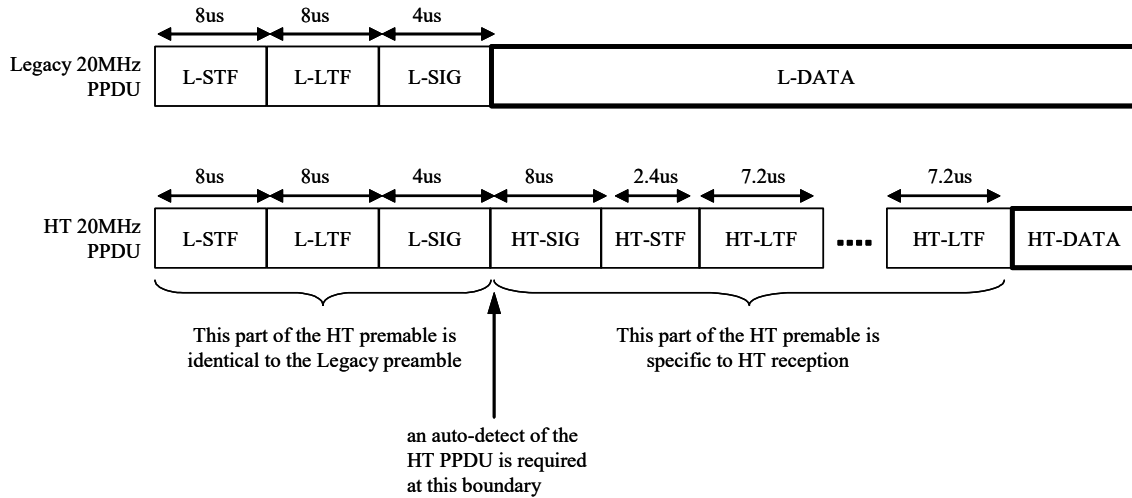 8us 8us 4us
Legacy 20MHz
PPDU
L-STF L-LTF L-SIG L-DATA
8us 8us 4us 8us 2.4us 7.2us 7.2us
HT 20MHz
PPDU
L-STF L-LTF L-SIG HT-SIG HT-STF HT-LTF HT-LTF HT-DATA
This part of the HT premable is
identical to the Legacy preamble
This part of the HT premable is
specific to HT reception
an auto-detect of the
HT PPDU is required
at this boundary